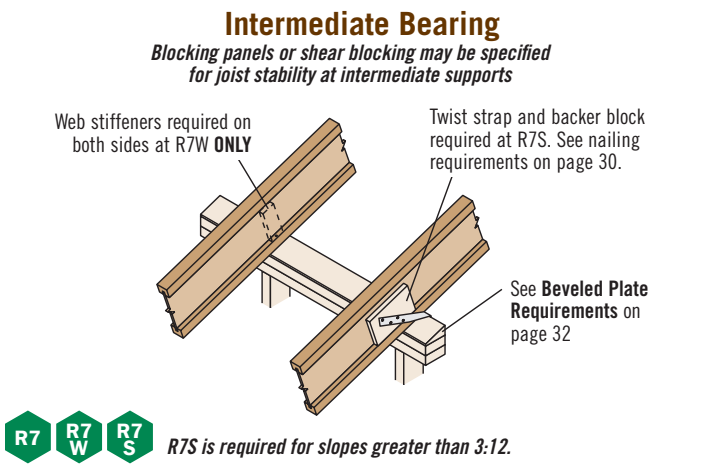 Intermediate Bearing
Blocking panels or shear blocking may be specified
for joist stability at intermediate supports
Web stiffeners required on
both sides at R7W ONLY
Twist strap and backer block
required at R7S. See nailing
requirements on page 30.
See Beveled Plate
Requirements on
page 32
R7
R7
W
R7
S
R7S is required for slopes greater than 3:12.